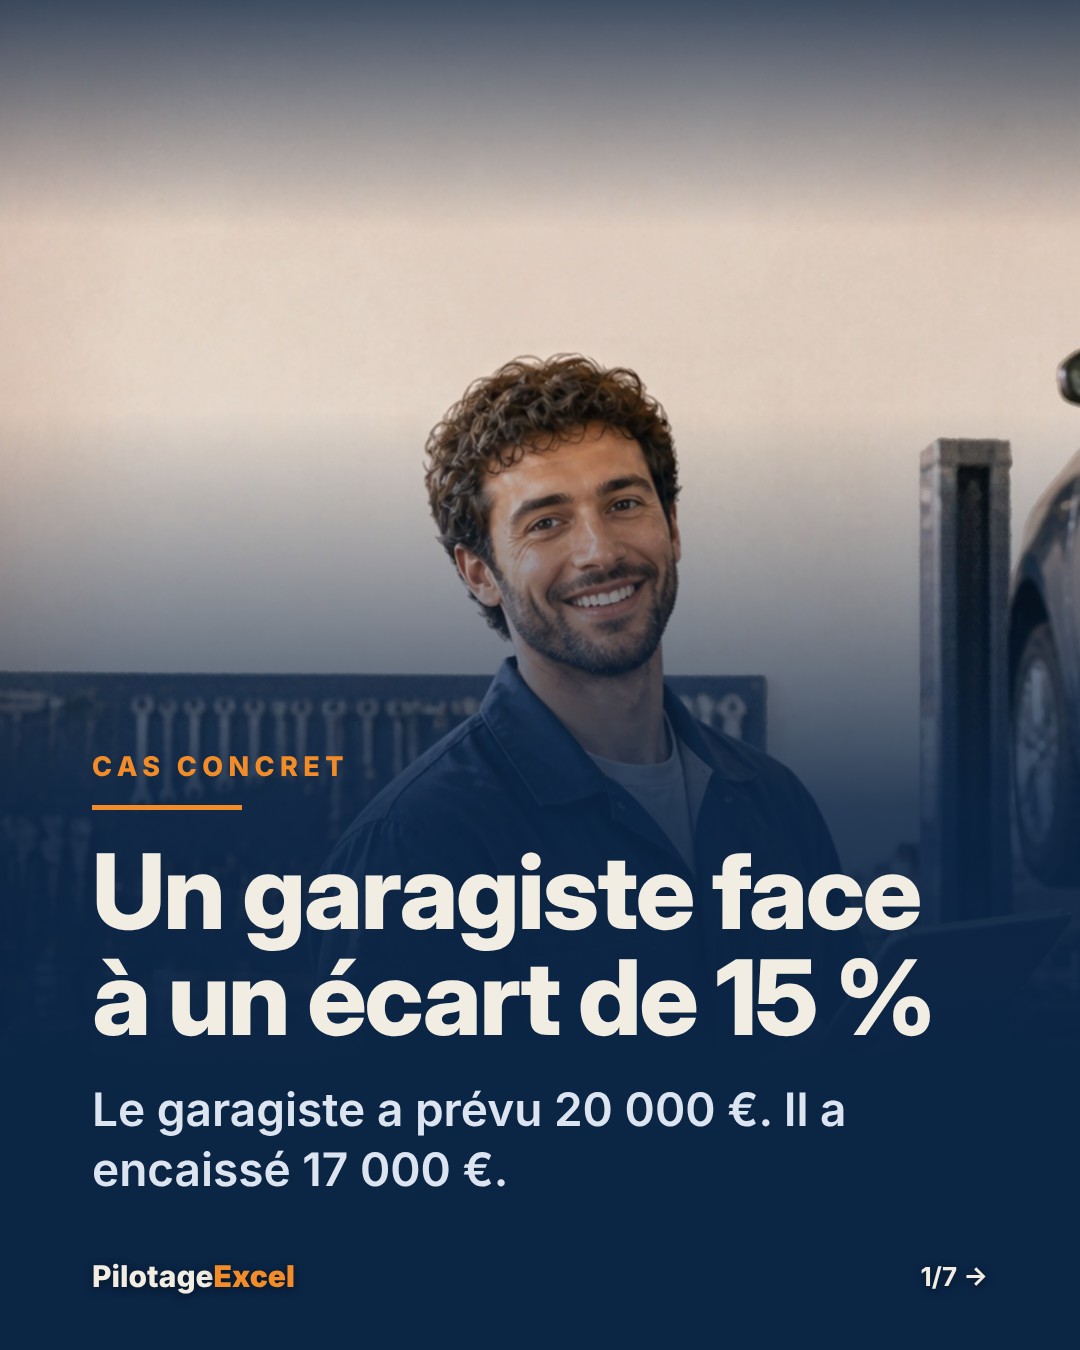 CAS CONCRET
Un garagiste face
à un écart de 15 %
Le garagiste a prévu 20 000 €. Il a
encaissé 17 000 €.
PilotageExcel
1/7 →